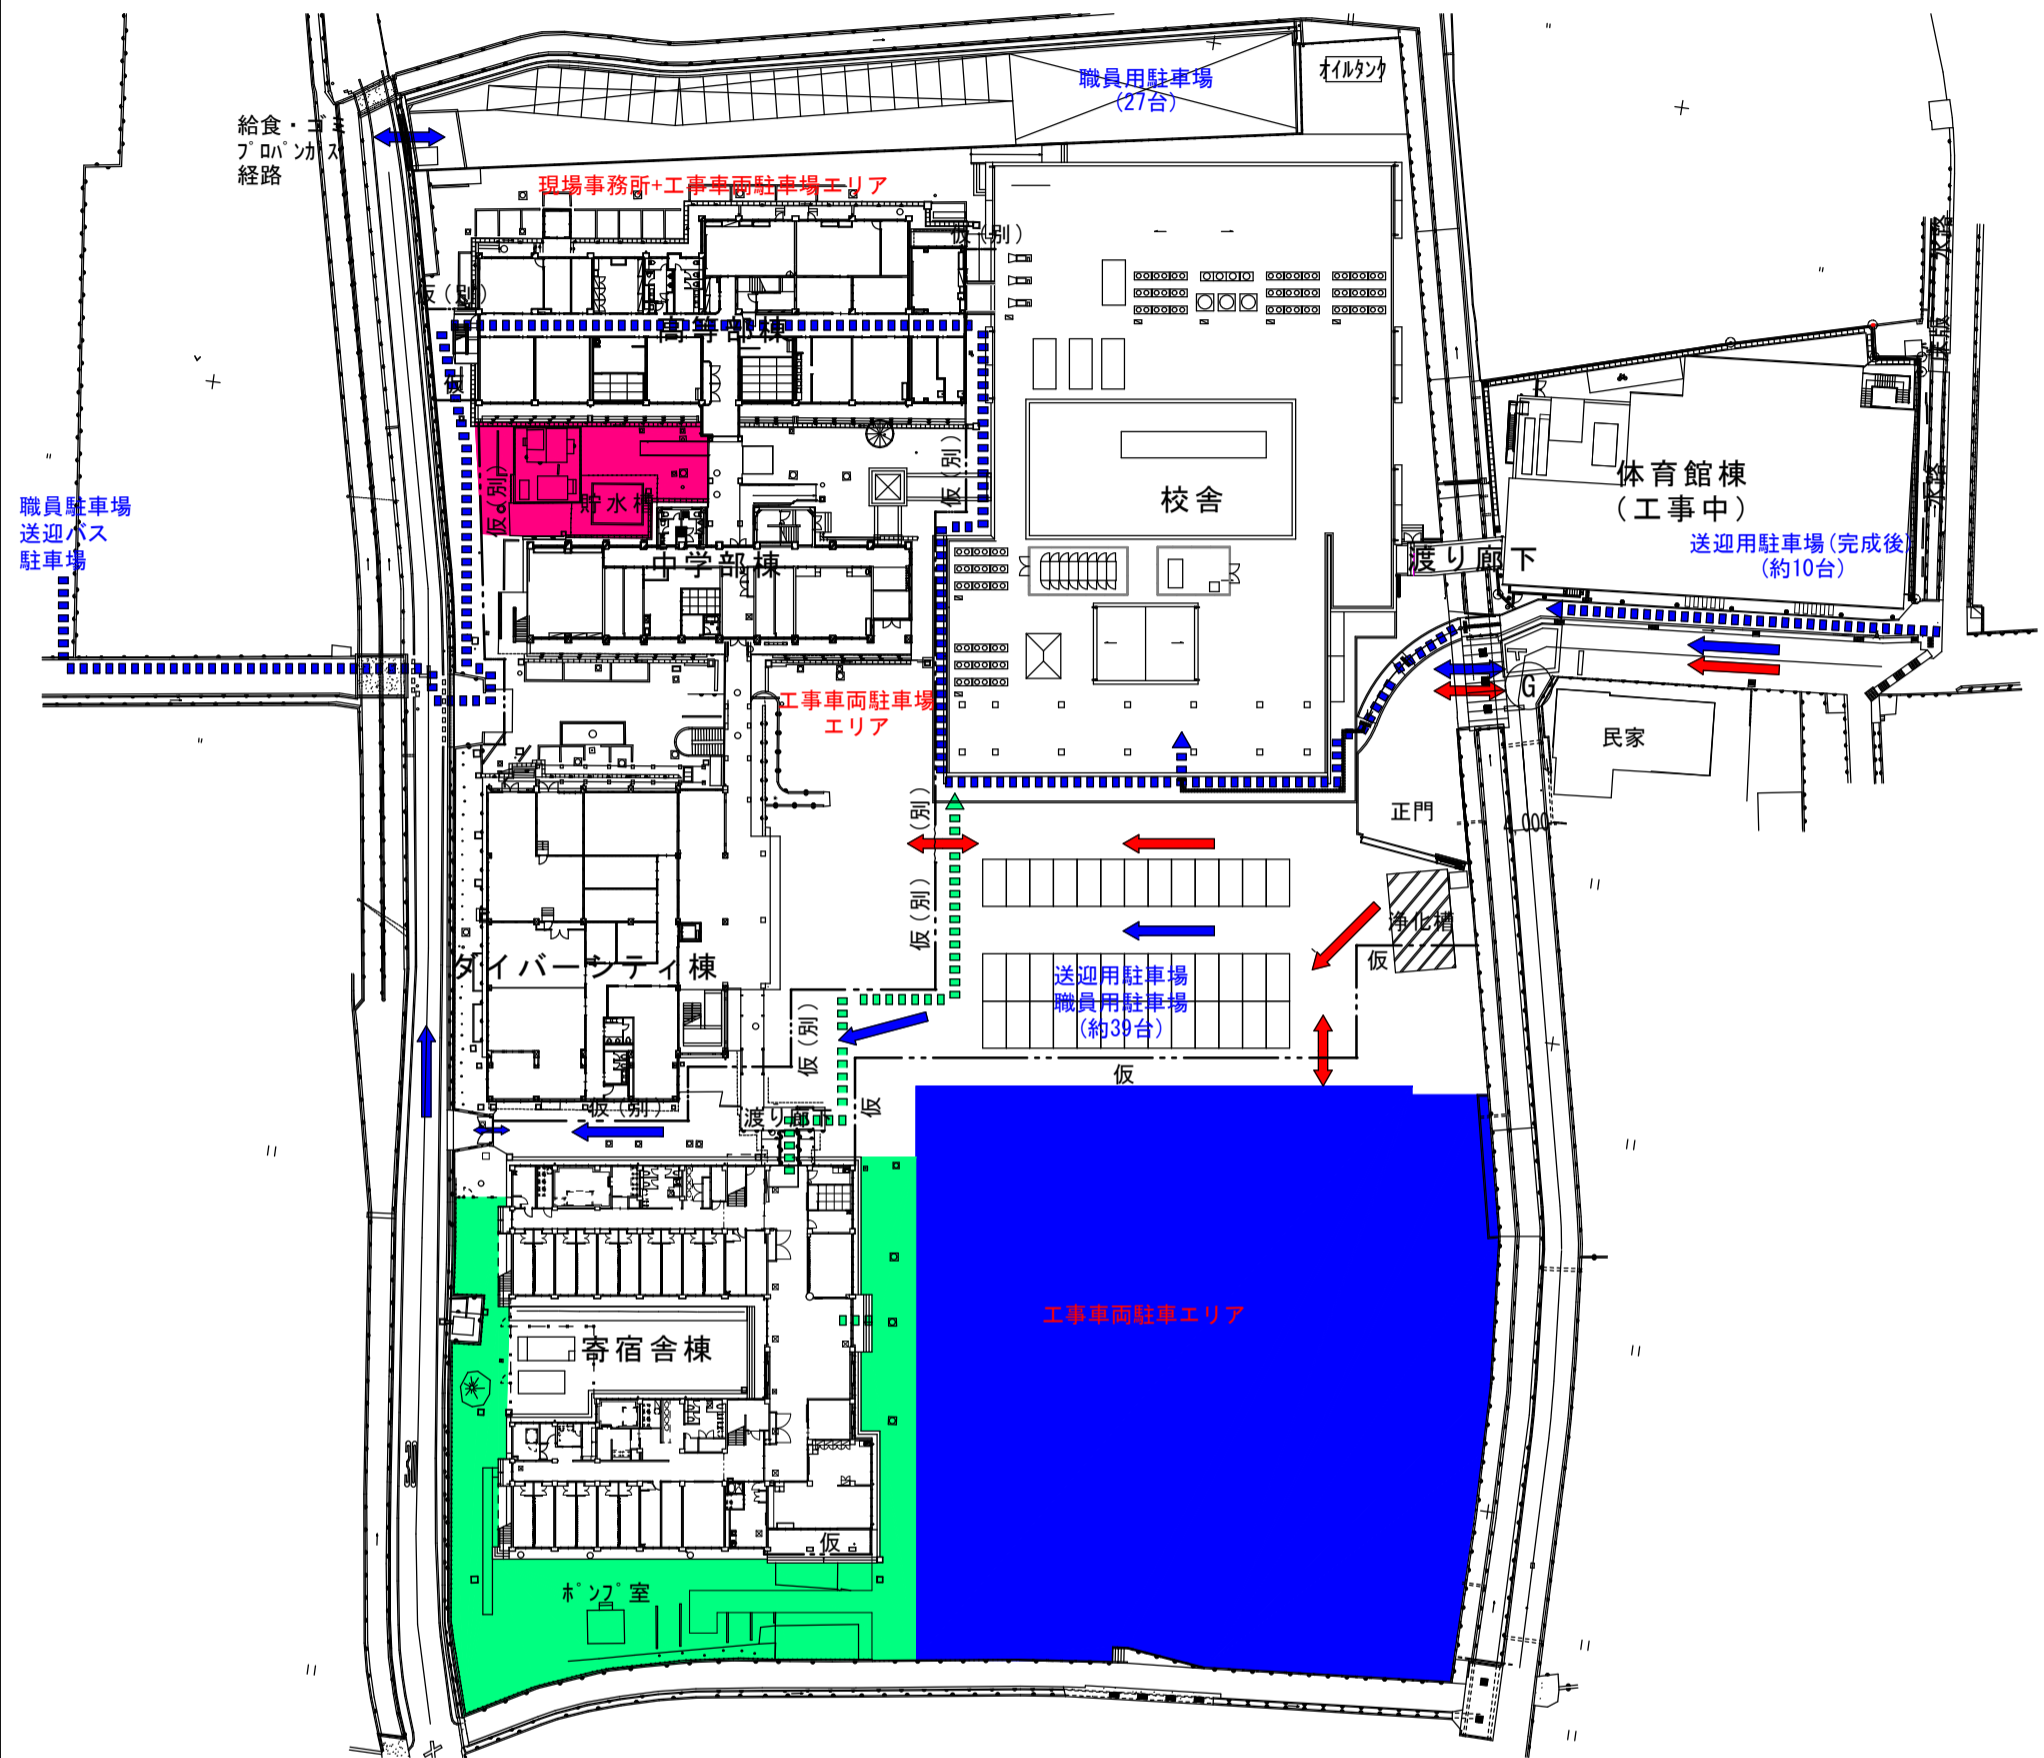 職員用駐車場
(27台)
オイルタンク
給食・ゴミ
プロパンガス
経路
現場事務所+工事車両駐車場エリア
仮(別)
仮(別)
高等部棟
仮
水路
床版
水路
職員駐車場
送迎バス
駐車場
仮(別)
貯水槽
仮(別)
校舎
体育館棟
(工事中)
送迎用駐車場(完成後)
(約10台)
中学部棟
渡り廊下
工事車両駐車場
エリア
G
民家
正門
4,000
仮(別)
仮(別)
浄化槽
仮
ダイバーシティ棟
送迎用駐車場
職員用駐車場
(約39台)
仮(別)
仮
仮(別)
渡り廊下
仮
工事車両駐車エリア
寄宿舎棟
仮
ポンプ室